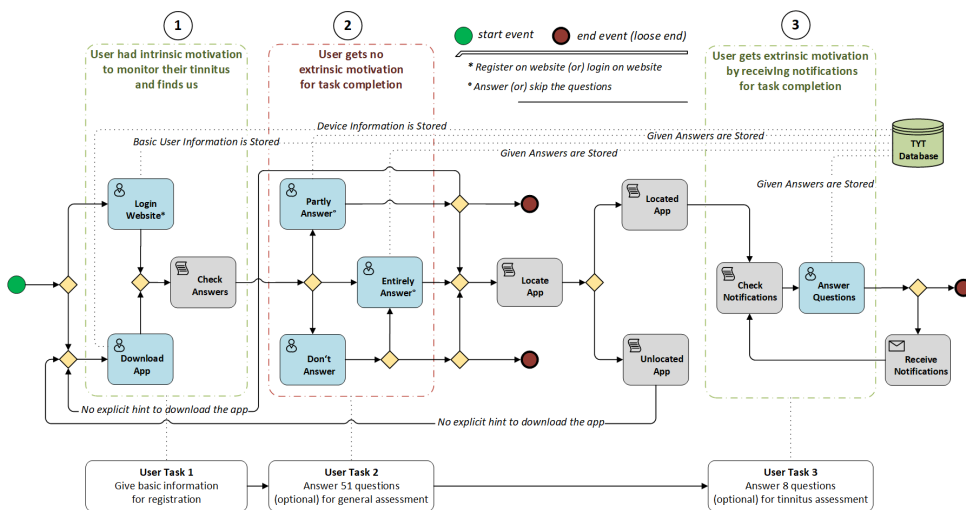 1
2
3
User had intrinsic motivation
to monitor their tinnitus
and finds us
User gets no
extrinsic motivation
for task completion
start event
end event (loose end)
* Register on website (or) login on website
* Answer (or) skip the questions
User gets extrinsic motivation
by receiving notifications
for task completion
Device Information is Stored
Basic User Information is Stored
Given Answers are Stored
Given Answers are Stored
Given Answers are Stored
TYT
Database
Login
Website*
Partly
Answer*
Located
App
Check
Answers
Entirely
Answer*
Locate
App
Check
Notifications
Answer
Questions
Download
App
Don't
Answer
Unlocated
App
Receive
Notifications
No explicit hint to download the app
No explicit hint to download the app
User Task 1
Give basic information
for registration
User Task 2
Answer 51 questions
(optional) for general assessment
User Task 3
Answer 8 questions
(optional) for tinnitus assessment